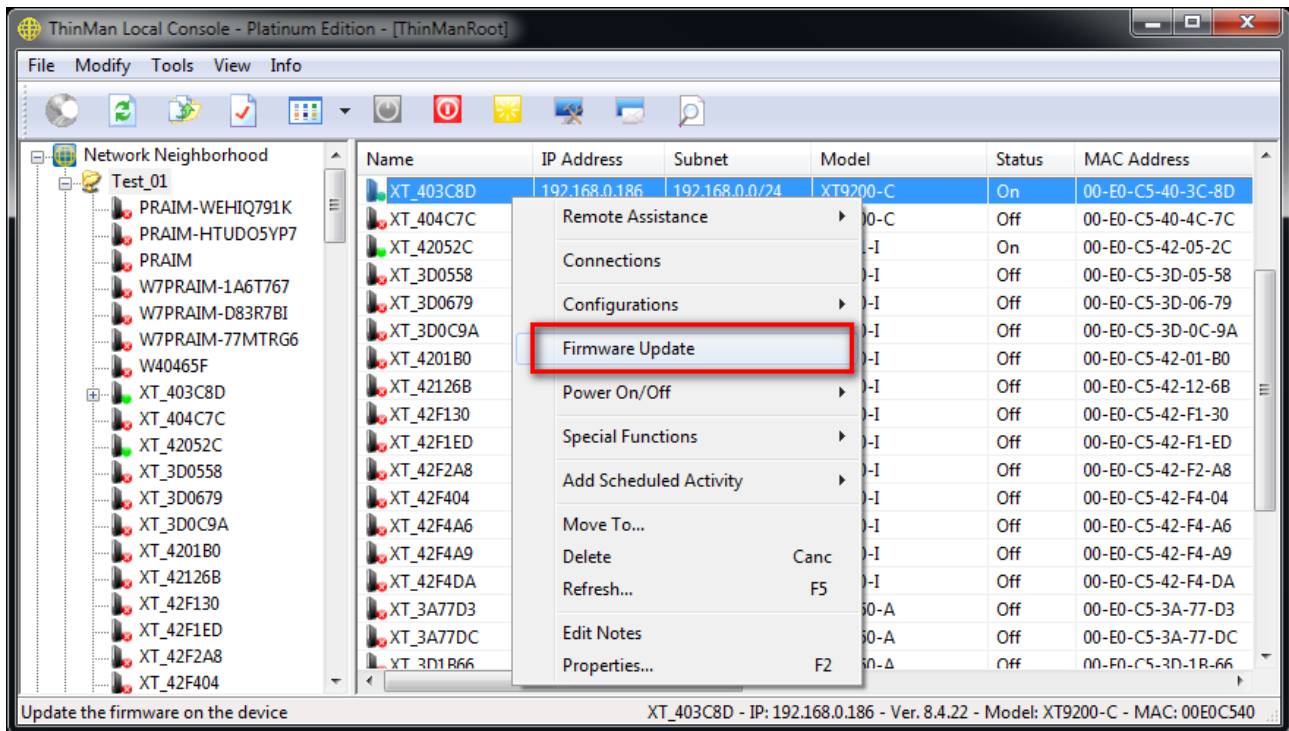 ThinMan Local Console - Platinum Edition - [ThinManRoot]
File Modify Tools View Info
Network Neighborhood
Test_01
PRAIM-WEHIQ791K
PRAIM-HTUDO5YP7
PRAIM
W7PRAIM-1A6T767
W7PRAIM-D83R7BI
W7PRAIM-77MTRG6
W40465F
XT_403C8D
XT_404C7C
XT_42052C
XT_3D0558
XT_3D0679
XT_3D0C9A
XT_4201B0
XT_42126B
XT_42F130
XT_42F1ED
XT_42F2A8
XT_42F404
Name IP Address Subnet Model Status MAC Address
XT_403C8D 192.168.0.186 192.168.0.0/24 XT9200-C On 00-E0-C5-40-3C-8D
XT_404C7C 00-C Off 00-E0-C5-40-4C-7C
XT_42052C -I On 00-E0-C5-42-05-2C
XT_3D0558 -I Off 00-E0-C5-3D-05-58
XT_3D0679 -I Off 00-E0-C5-3D-06-79
XT_3D0C9A -I Off 00-E0-C5-3D-0C-9A
XT_4201B0 -I Off 00-E0-C5-42-01-B0
XT_42126B -I Off 00-E0-C5-42-12-6B
XT_42F130 -I Off 00-E0-C5-42-F1-30
XT_42F1ED -I Off 00-E0-C5-42-F1-ED
XT_42F2A8 -I Off 00-E0-C5-42-F2-A8
XT_42F404 -I Off 00-E0-C5-42-F4-04
XT_42F4A6 -I Off 00-E0-C5-42-F4-A6
XT_42F4A9 -I Off 00-E0-C5-42-F4-A9
XT_42F4DA -I Off 00-E0-C5-42-F4-DA
XT_3A77D3 50-A Off 00-E0-C5-3A-77-D3
XT_3A77DC 50-A Off 00-E0-C5-3A-77-DC
XT_3D1B66 50-A Off 00-E0-C5-3D-1B-66
Remote Assistance
Connections
Configurations
Firmware Update
Power On/Off
Special Functions
Add Scheduled Activity
Move To...
Delete Canc
Refresh... F5
Edit Notes
Properties... F2
Update the firmware on the device
XT_403C8D - IP: 192.168.0.186 - Ver. 8.4.22 - Model: XT9200-C - MAC: 00E0C540